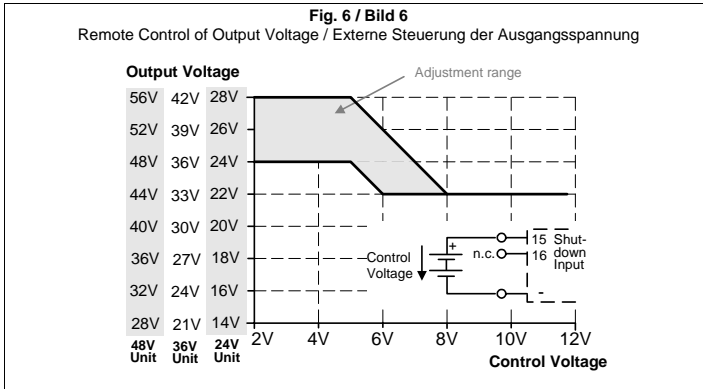 Fig. 6 / Bild 6
Remote Control of Output Voltage / Externe Steuerung der Ausgangsspannung
Output Voltage
Adjustment range
56V 42V 28V
52V 39V 26V
48V 36V 24V
44V 33V 22V
40V 30V 20V
36V 27V 18V
32V 24V 16V
28V 21V 14V
48V Unit 36V Unit 24V Unit
Control Voltage
+
n.c.
15 Shut-
16 down
Input
-
2V 4V 6V 8V 10V 12V
Control Voltage